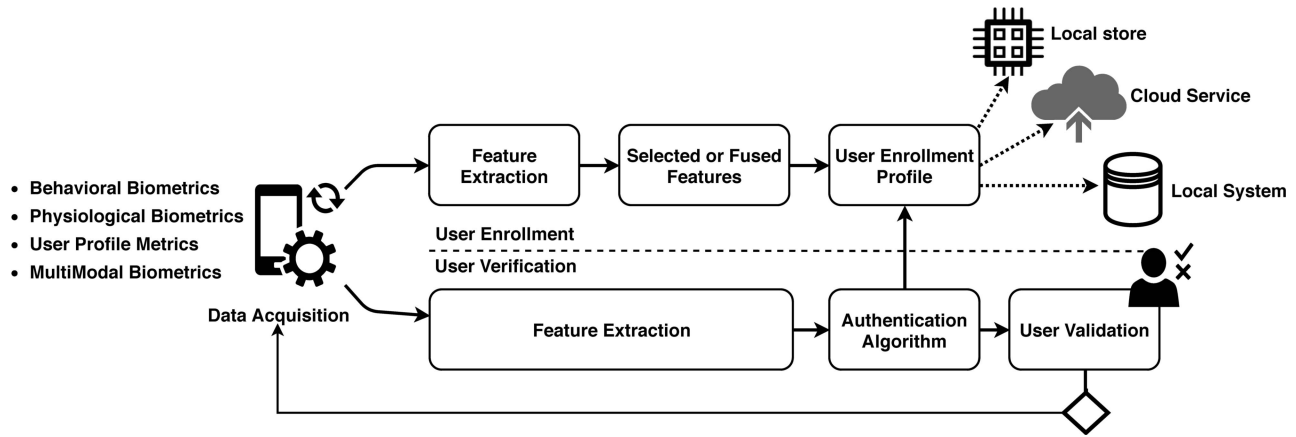 Local store
Cloud Service
Feature
Extraction
Selected or Fused
Features
User Enrollment
Profile
Local System
• Behavioral Biometrics
• Physiological Biometrics
• User Profile Metrics
• MultiModal Biometrics
User Enrollment
User Verification
Data Acquisition
Feature Extraction
Authentication
Algorithm
User Validation